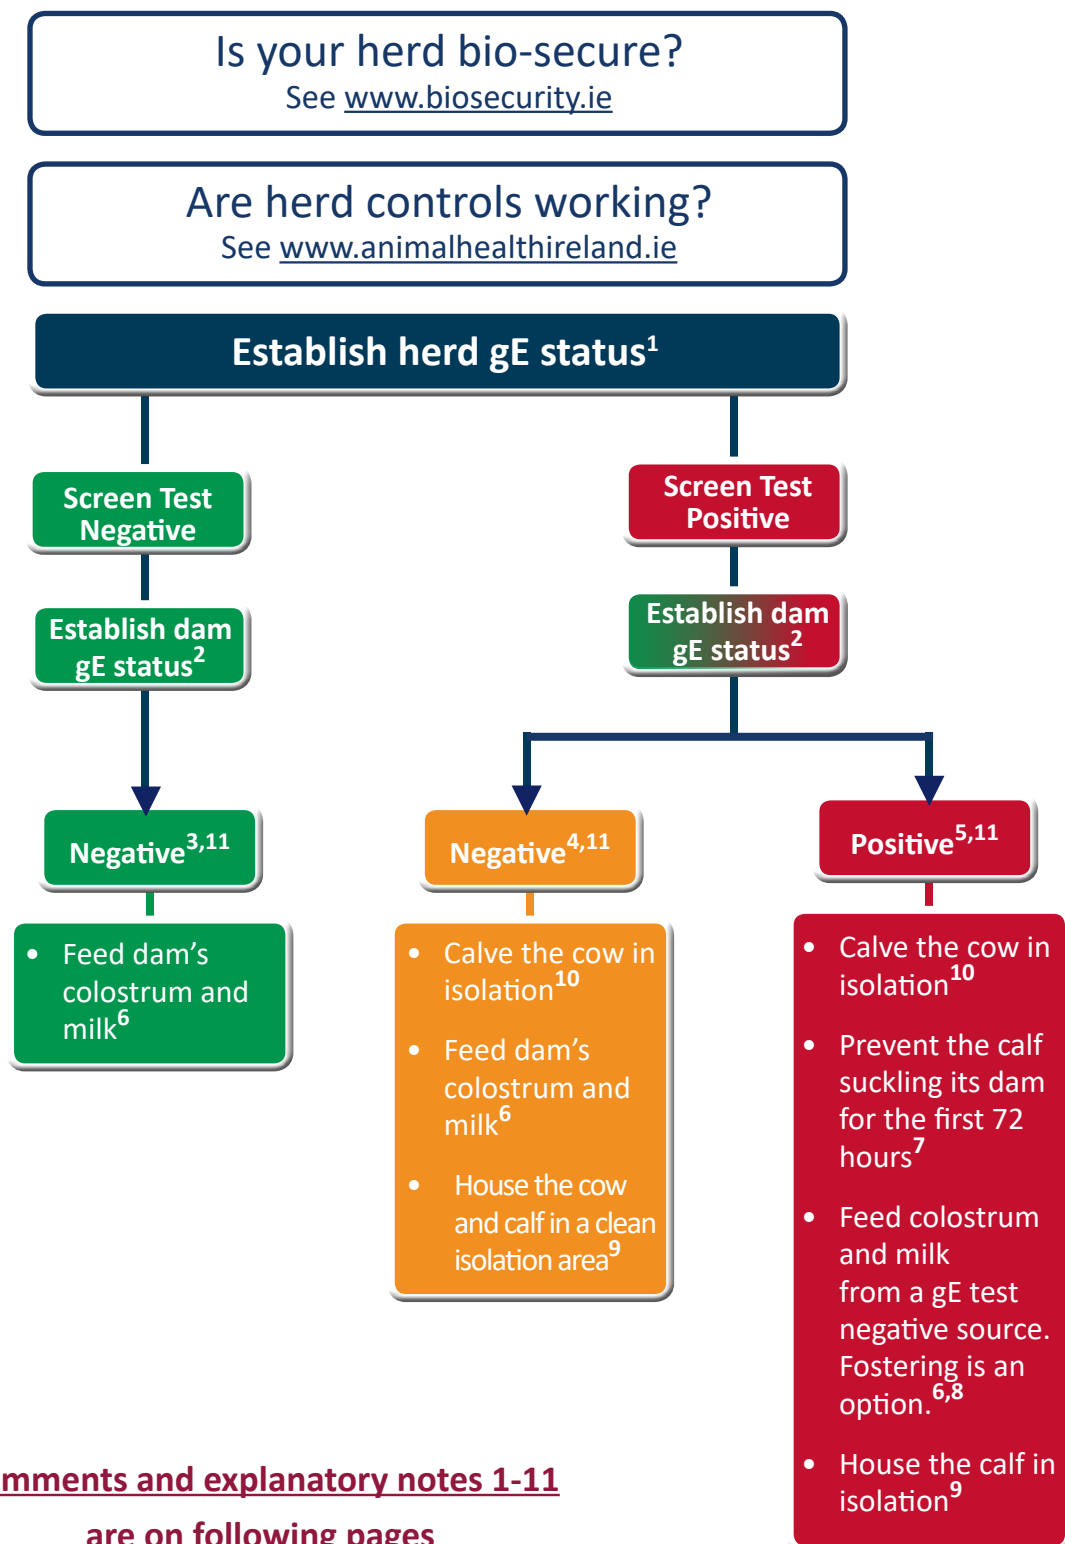 Is your herd bio-secure?
See www.biosecurity.ie
Are herd controls working?
See www.animalhealthireland.ie
Establish herd gE status1
Screen Test
Negative
Screen Test
Positive
Establish dam
gE status2
Establish dam
gE status2
Negative3,11
Negative4,11
Positive5,11
• Feed dam’s
colostrum and
milk6
• Calve the cow in
isolation10
• Feed dam’s
colostrum and
milk6
• House the cow
and calf in a clean
isolation area9
• Calve the cow in
isolation10
• Prevent the calf
suckling its dam
for the first 72
hours7
• Feed colostrum
and milk
from a gE test
negative source.
Fostering is an
option.6,8
• House the calf in
isolation9
mments and explanatory notes 1-11
are on following pages